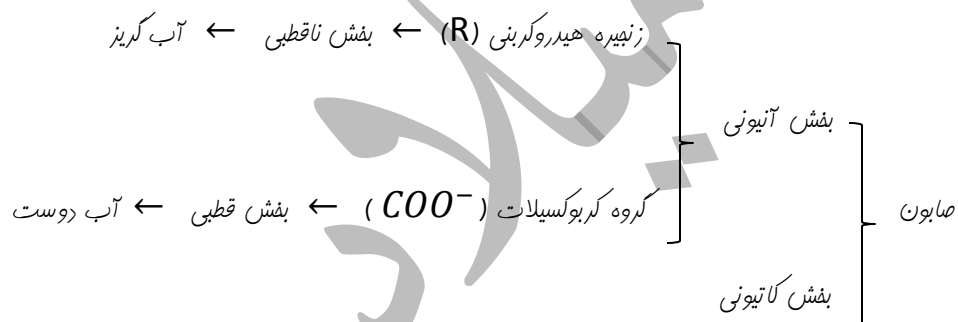 زنجیره هیدروکربنی (R) ← بخش ناقطبی ← آب گریز
بخش آنیونی
گروه کربوکسیلات (COO⁻) ← بخش قطبی ← آب دوست
صابون
بخش کاتیونی